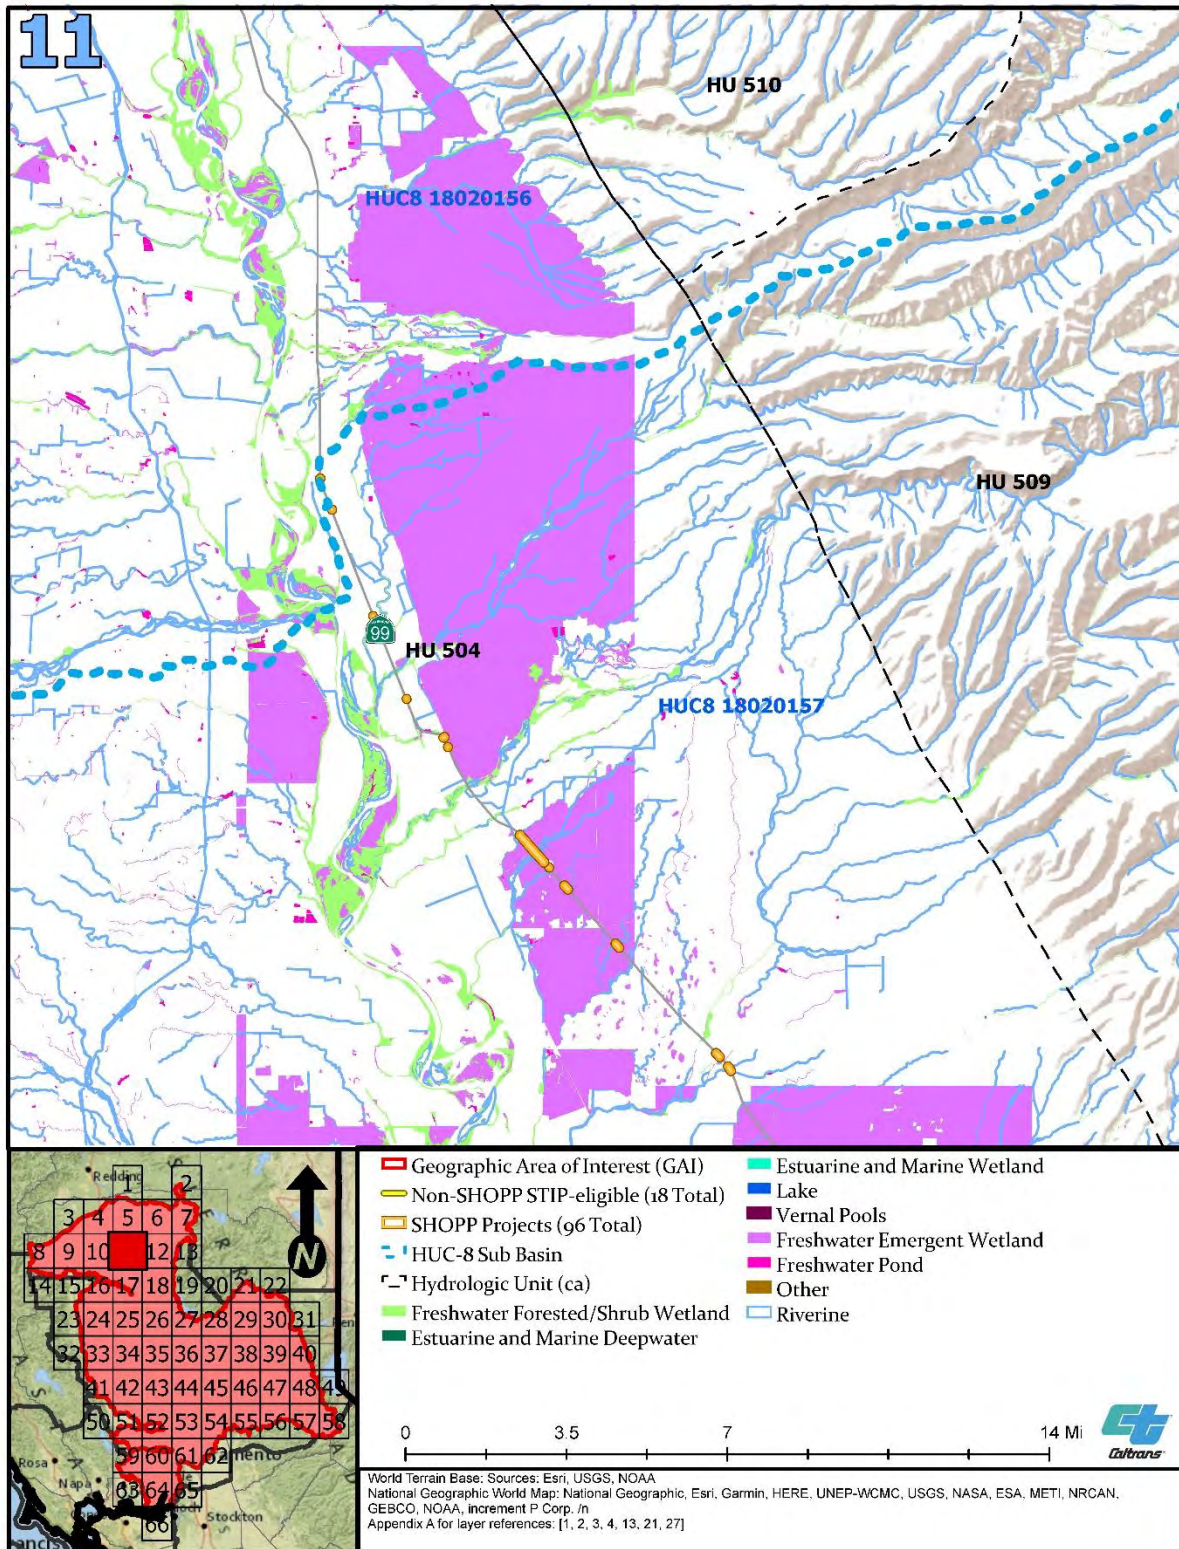 11
HU 510
HUC8 18020156
HU 509
99
HU 504
HUC8 18020157
Redding
1 2
3 4 5 6 7
8 9 10 12 13
14 15 16 17 18 19 20 21 22
23 24 25 26 27 28 29 30 31
32 33 34 35 36 37 38 39 40
41 42 43 44 45 46 47 48 49
50 51 52 53 54 55 56 57 58
59 60 61 62
63 64 65
66
Rosa
Napa
Stockton
N
Geographic Area of Interest (GAI)
Non-SHOPP STIP-eligible (18 Total)
SHOPP Projects (96 Total)
HUC-8 Sub Basin
Hydrologic Unit (ca)
Freshwater Forested/Shrub Wetland
Estuarine and Marine Deepwater
Estuarine and Marine Wetland
Lake
Vernal Pools
Freshwater Emergent Wetland
Freshwater Pond
Other
Riverine
0 3.5 7 14 Mi
Caltrans
World Terrain Base: Sources: Esri, USGS, NOAA
National Geographic World Map: National Geographic, Esri, Garmin, HERE, UNEP-WCMC, USGS, NASA, ESA, METI, NRCAN,
GEBCO, NOAA, increment P Corp. /n
Appendix A for layer references: [1, 2, 3, 4, 13, 21, 27]